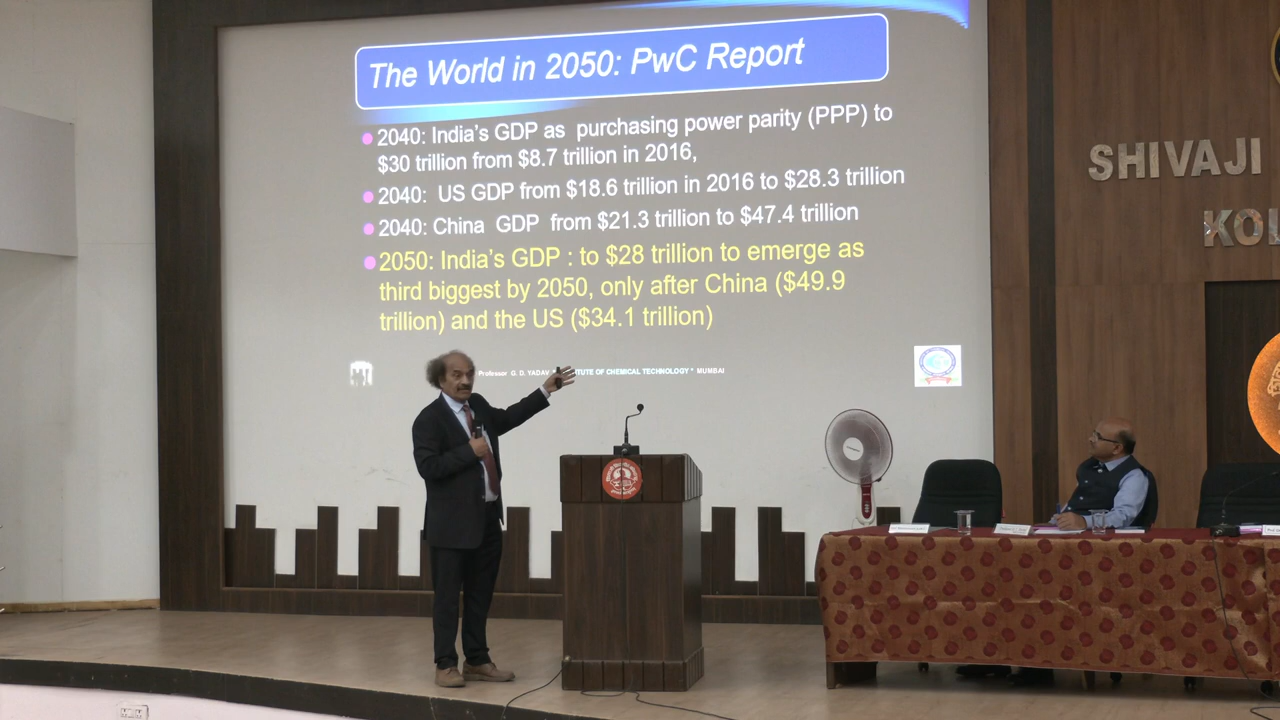 The World in 2050: PwC Report
2040: India's GDP as purchasing power parity (PPP) to
$30 trillion from $8.7 trillion in 2016,
2040: US GDP from $18.6 trillion in 2016 to $28.3 trillion
2040: China GDP from $21.3 trillion to $47.4 trillion
2050: India's GDP : to $28 trillion to emerge as
third biggest by 2050, only after China ($49.9
trillion) and the US ($34.1 trillion)
Professor G. D. YADAV
OF CHEMICAL TECHNOLOGY * MUMBAI
SHIVAJI